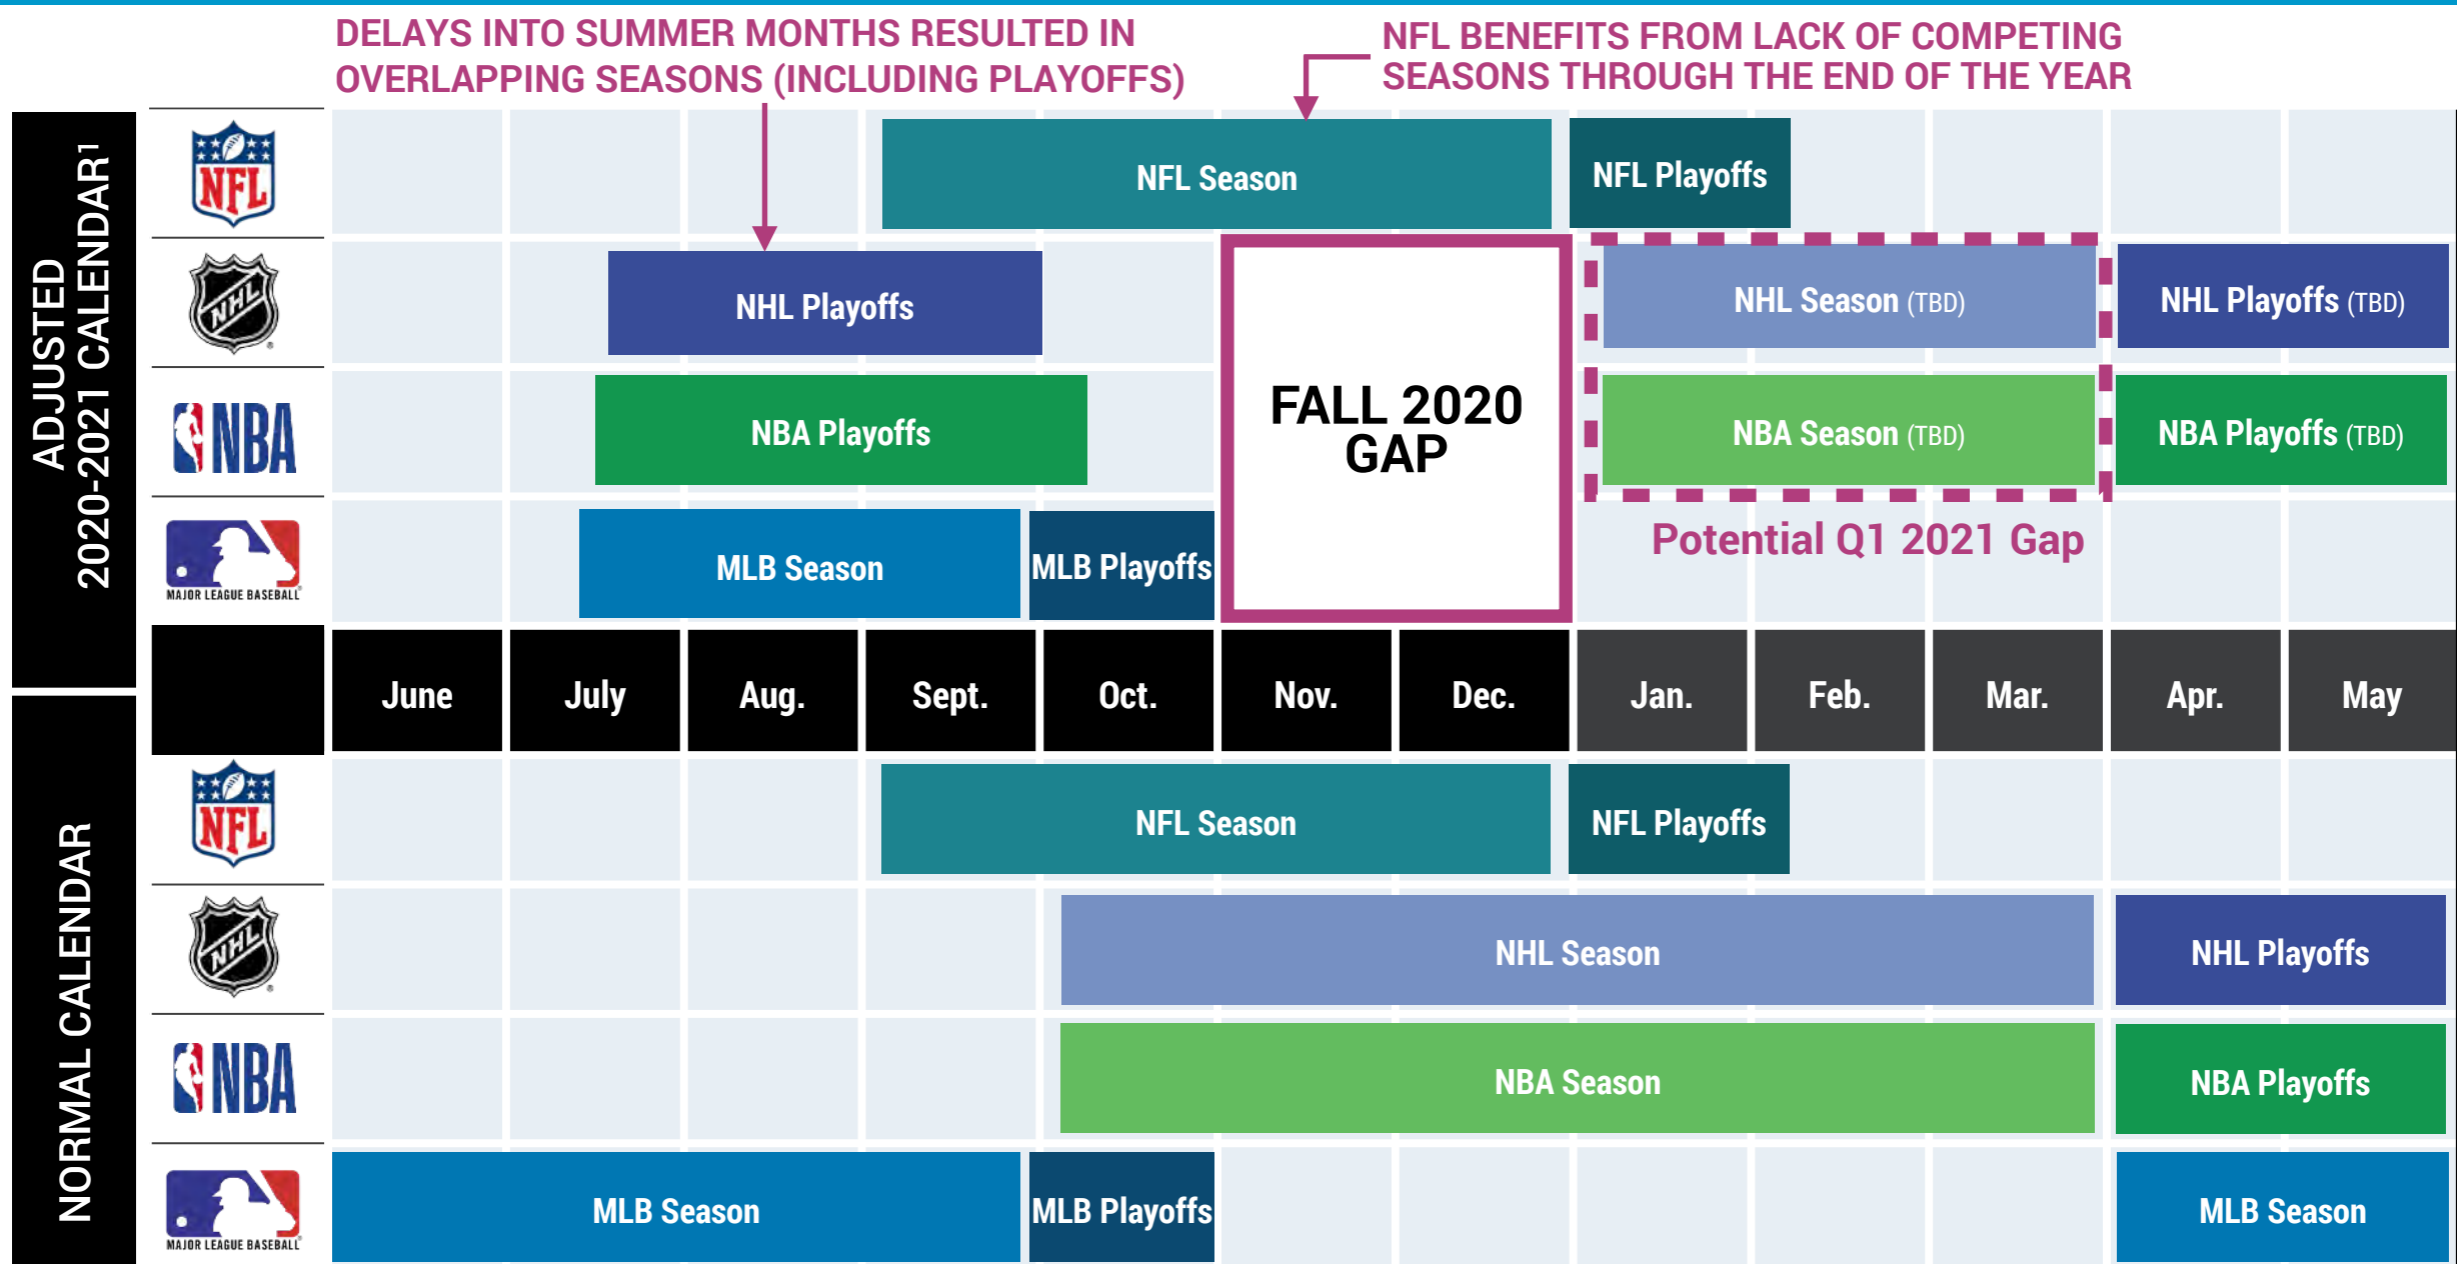 DELAYS INTO SUMMER MONTHS RESULTED IN
OVERLAPPING SEASONS (INCLUDING PLAYOFFS)
NFL BENEFITS FROM LACK OF COMPETING
SEASONS THROUGH THE END OF THE YEAR
ADJUSTED
2020-2021 CALENDAR¹
NFL
NFL Season
NFL Playoffs
NHL
NHL Playoffs
NHL Season (TBD)
NHL Playoffs (TBD)
FALL 2020
GAP
NBA
NBA Playoffs
NBA Season (TBD)
NBA Playoffs (TBD)
Potential Q1 2021 Gap
MAJOR LEAGUE BASEBALL
MLB Season
MLB Playoffs
June
July
Aug.
Sept.
Oct.
Nov.
Dec.
Jan.
Feb.
Mar.
Apr.
May
NORMAL CALENDAR
NFL
NFL Season
NFL Playoffs
NHL
NHL Season
NHL Playoffs
NBA
NBA Season
NBA Playoffs
MAJOR LEAGUE BASEBALL
MLB Season
MLB Playoffs
MLB Season